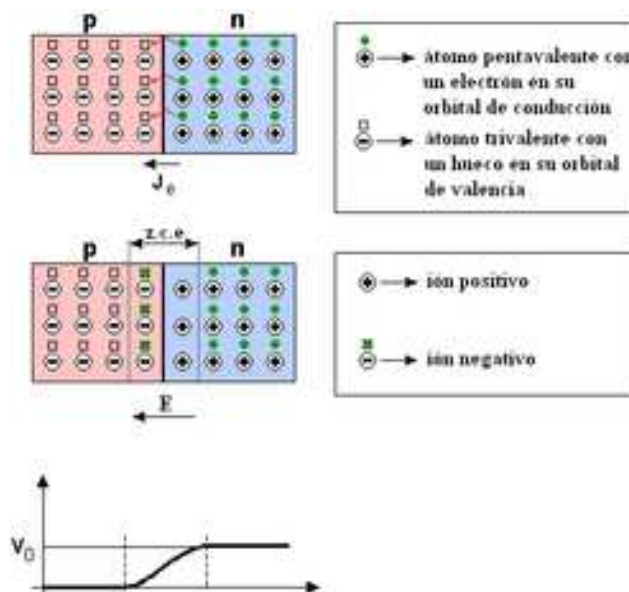 p n
átomo pentavalente con
un electrón en su
orbital de conducción
átomo trivalente con
un hueco en su orbital
de valencia
J e
z.c.e
p n
ión positivo
ión negativo
E
V0